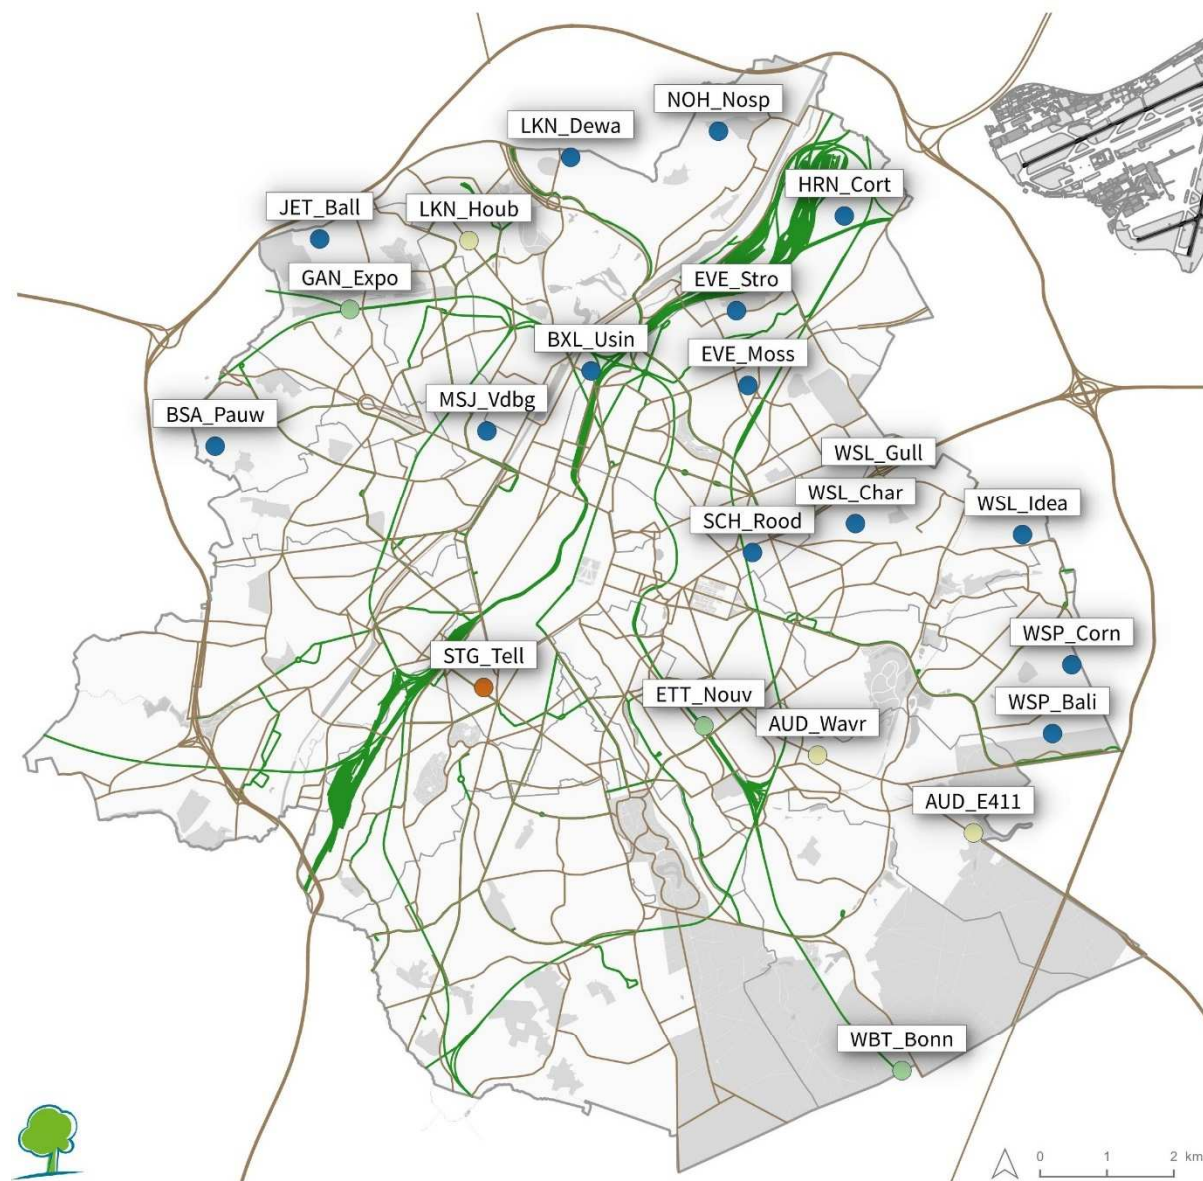 NOH_Nosp
LKN_Dewa
HRN_Cort
JET_Ball
LKN_Houb
GAN_Expo
EVE_Stro
BXL_Usin
EVE_Moss
MSJ_Vdbg
BSA_Pauw
WSL_Gull
WSL_Char
WSL_Idea
SCH_Rood
WSP_Corn
STG_Tell
ETT_Nouv
WSP_Bali
AUD_Wavr
AUD_E411
WBT_Bonn
0 1 2 km